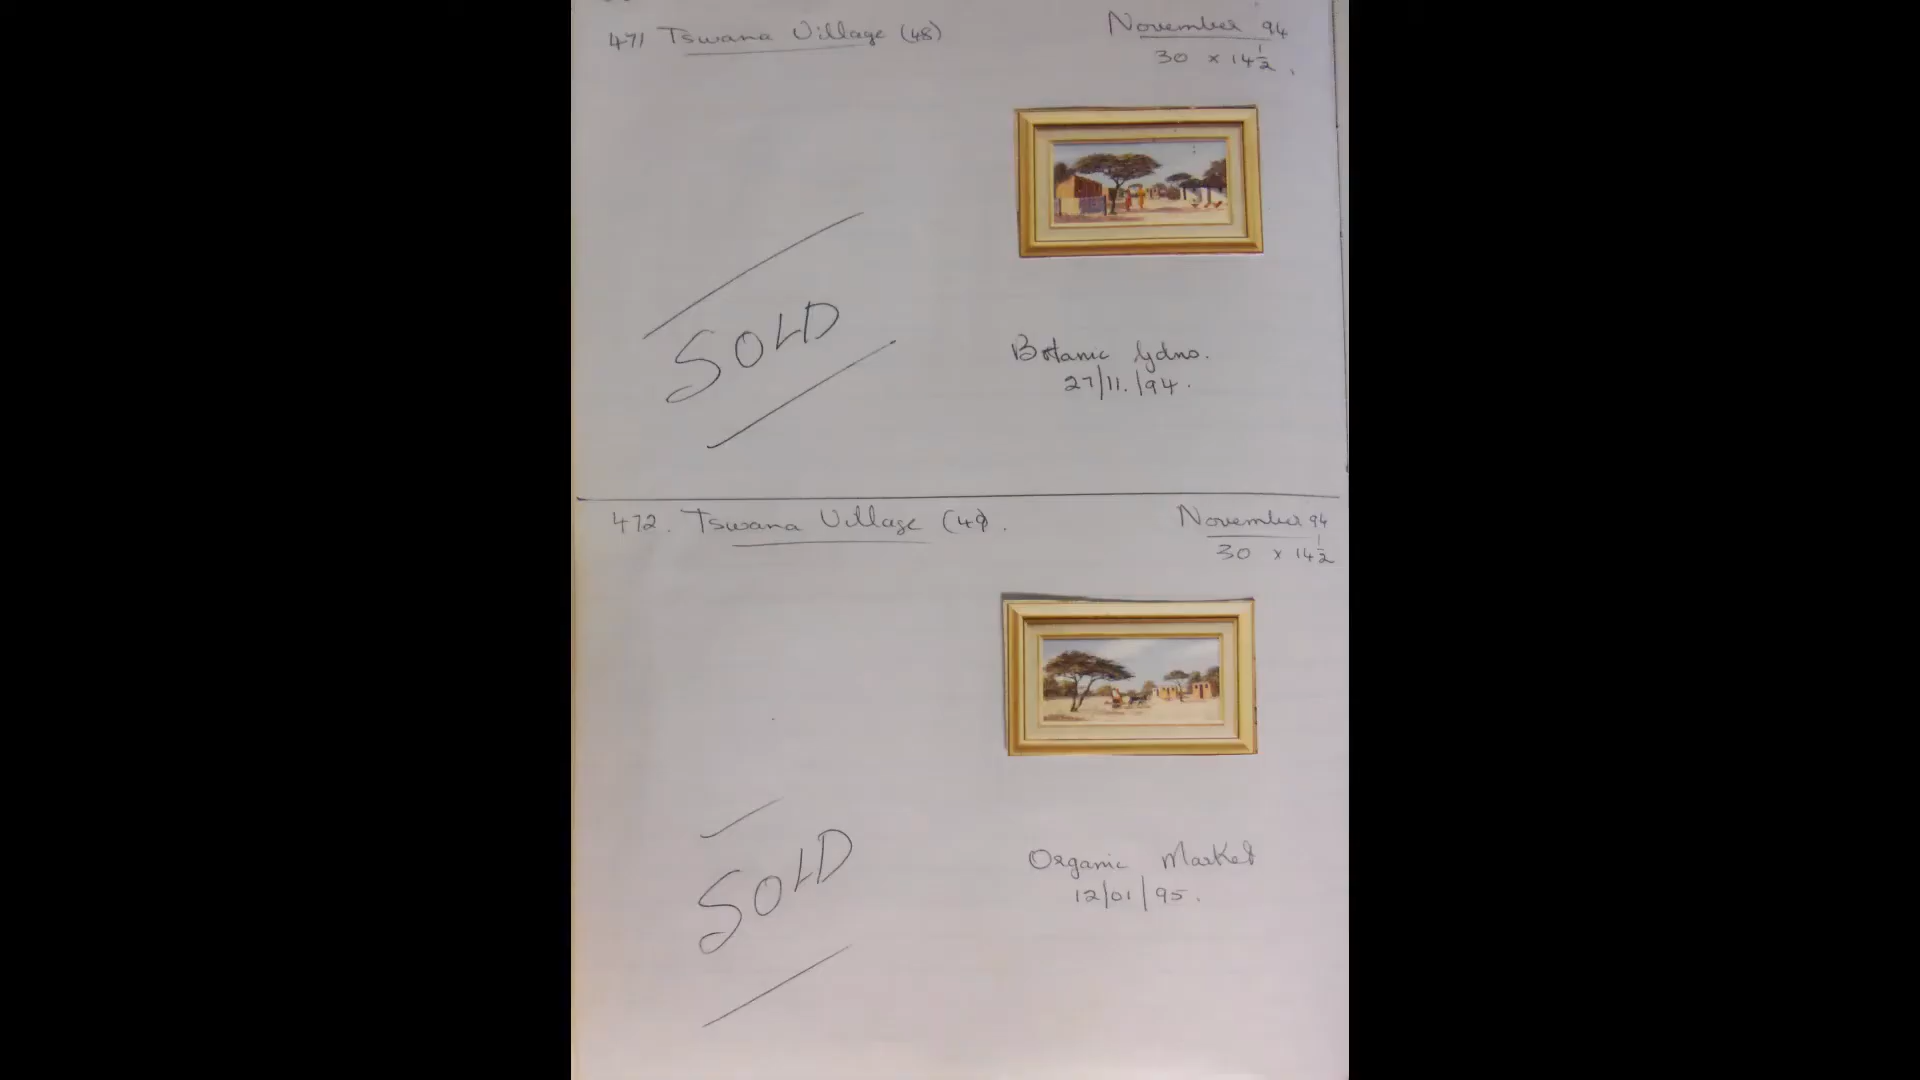 471 Tswana Village (48)
November 94
30 x 14½.
SOLD
Botanic Gdns.
27/11./94.
472. Tswana Village (49).
November 94
30 x 14½
SOLD
Organic Market
12/01/95.